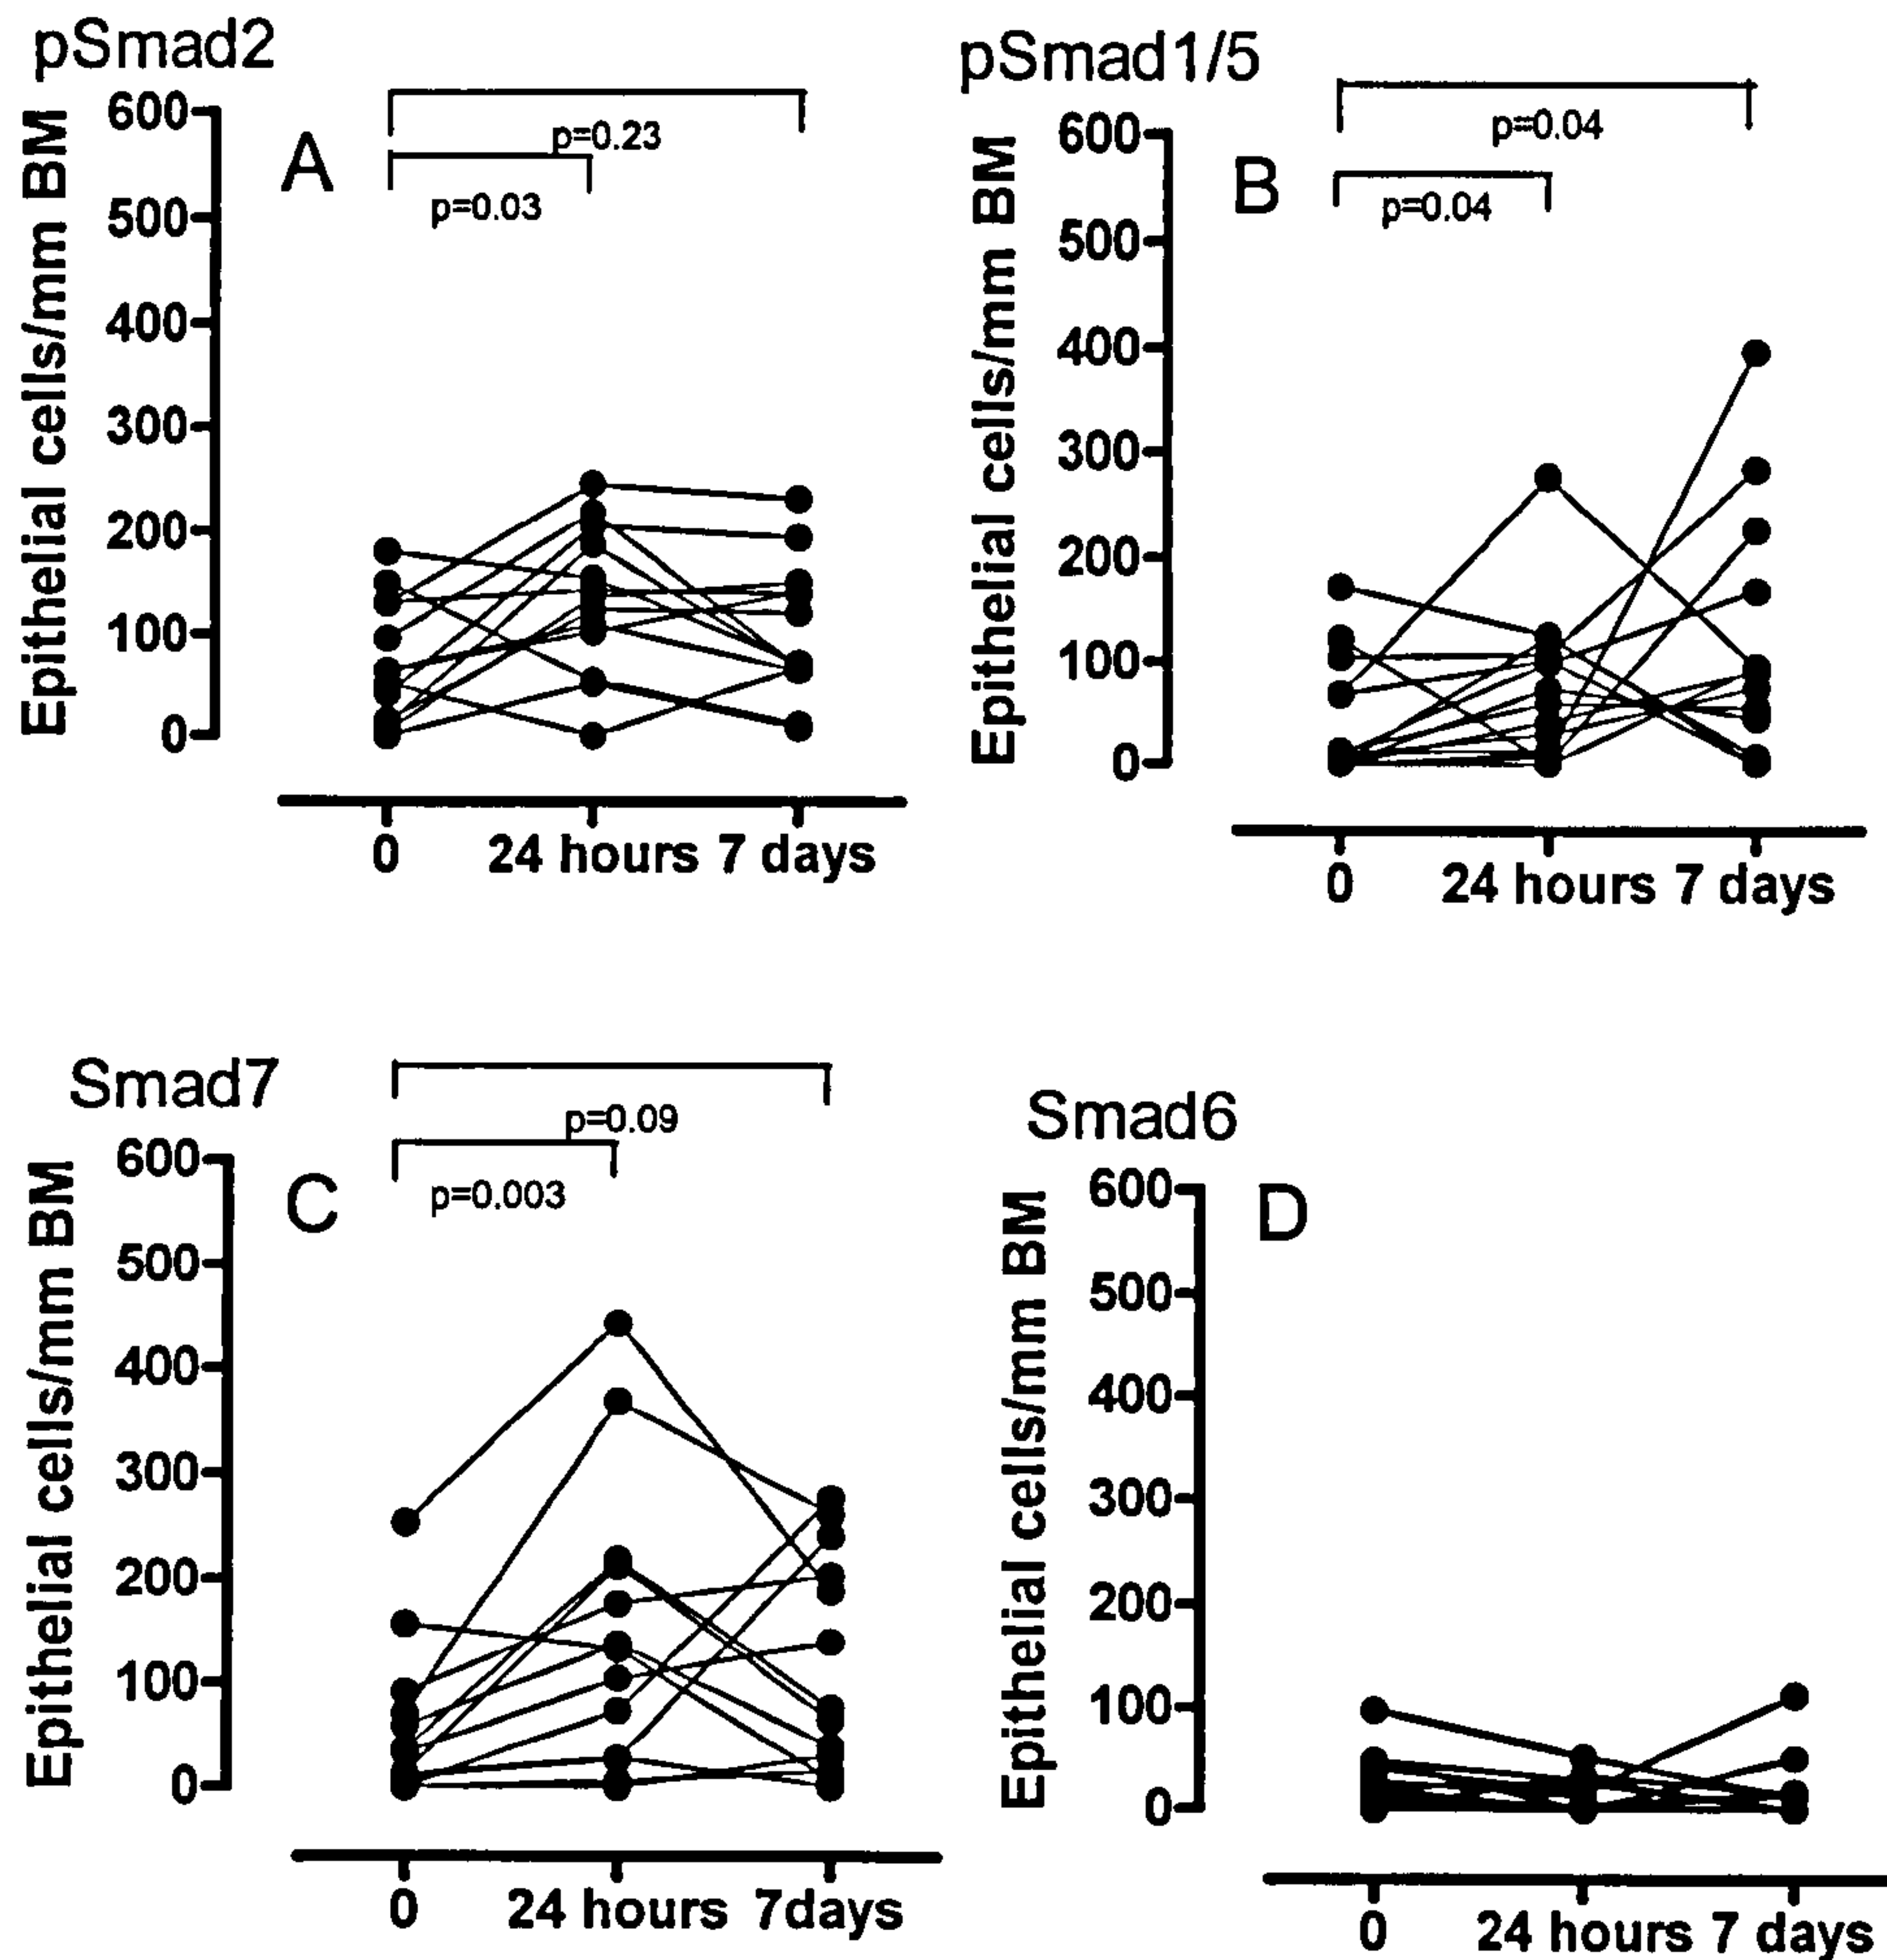 pSmad2
Epithelial cells/mm BM
600
500
400
300
200
100
0
A
p=0.23
p=0.03
0 24 hours 7 days
pSmad1/5
Epithelial cells/mm BM
600
500
400
300
200
100
0
B
p=0.04
p=0.04
0 24 hours 7 days
Smad7
Epithelial cells/mm BM
600
500
400
300
200
100
0
C
p=0.09
p=0.003
0 24 hours 7days
Smad6
Epithelial cells/mm BM
600
500
400
300
200
100
0
D
0 24 hours 7 days